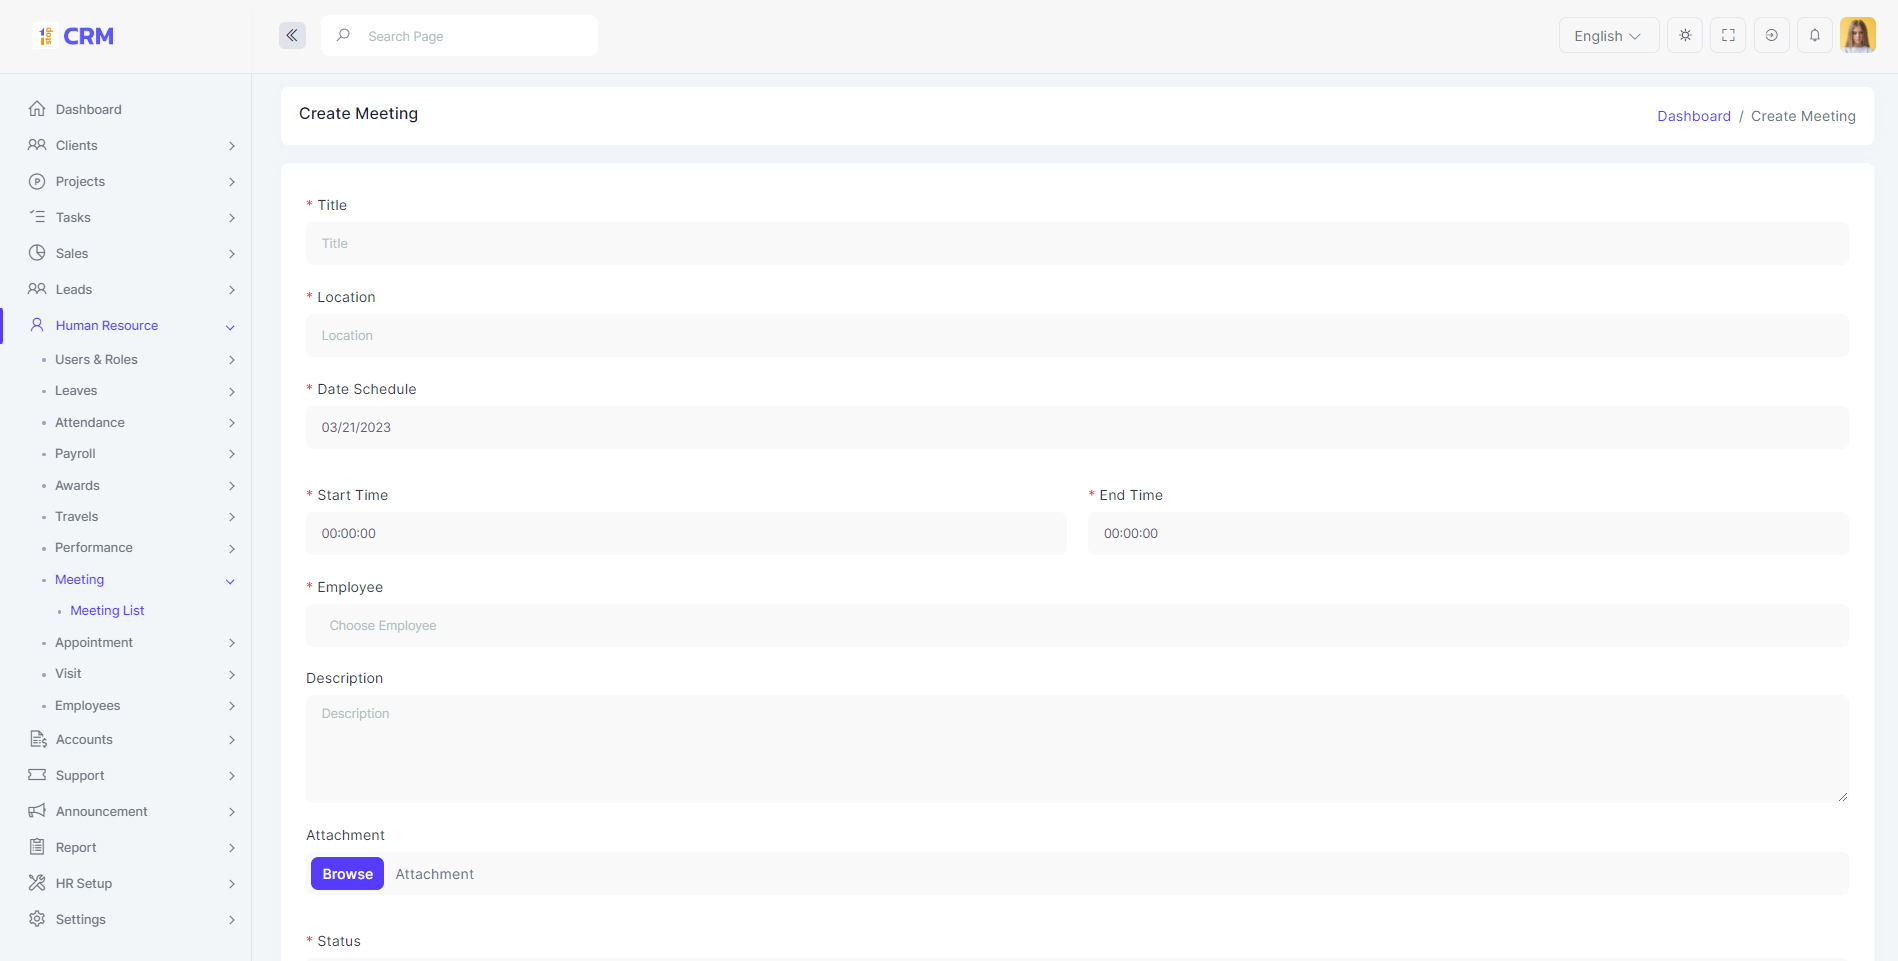 1 stop CRM
Search Page
English
Dashboard
Clients
Projects
Tasks
Sales
Leads
Human Resource
Users & Roles
Leaves
Attendance
Payroll
Awards
Travels
Performance
Meeting
Meeting List
Appointment
Visit
Employees
Accounts
Support
Announcement
Report
HR Setup
Settings
Create Meeting
Dashboard / Create Meeting
* Title
Title
* Location
Location
* Date Schedule
03/21/2023
* Start Time
00:00:00
* End Time
00:00:00
* Employee
Choose Employee
Description
Description
Attachment
Browse Attachment
* Status